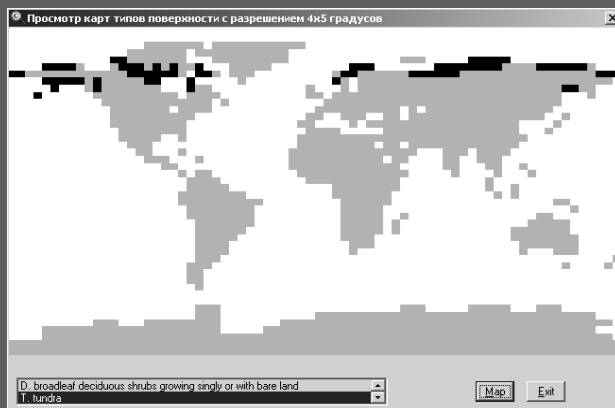 Просмотр карт типов поверхности с разрешением 4x5 градусов
D. broadleaf deciduous shrubs growing singly or with bare land
T. tundra
Map
Exit